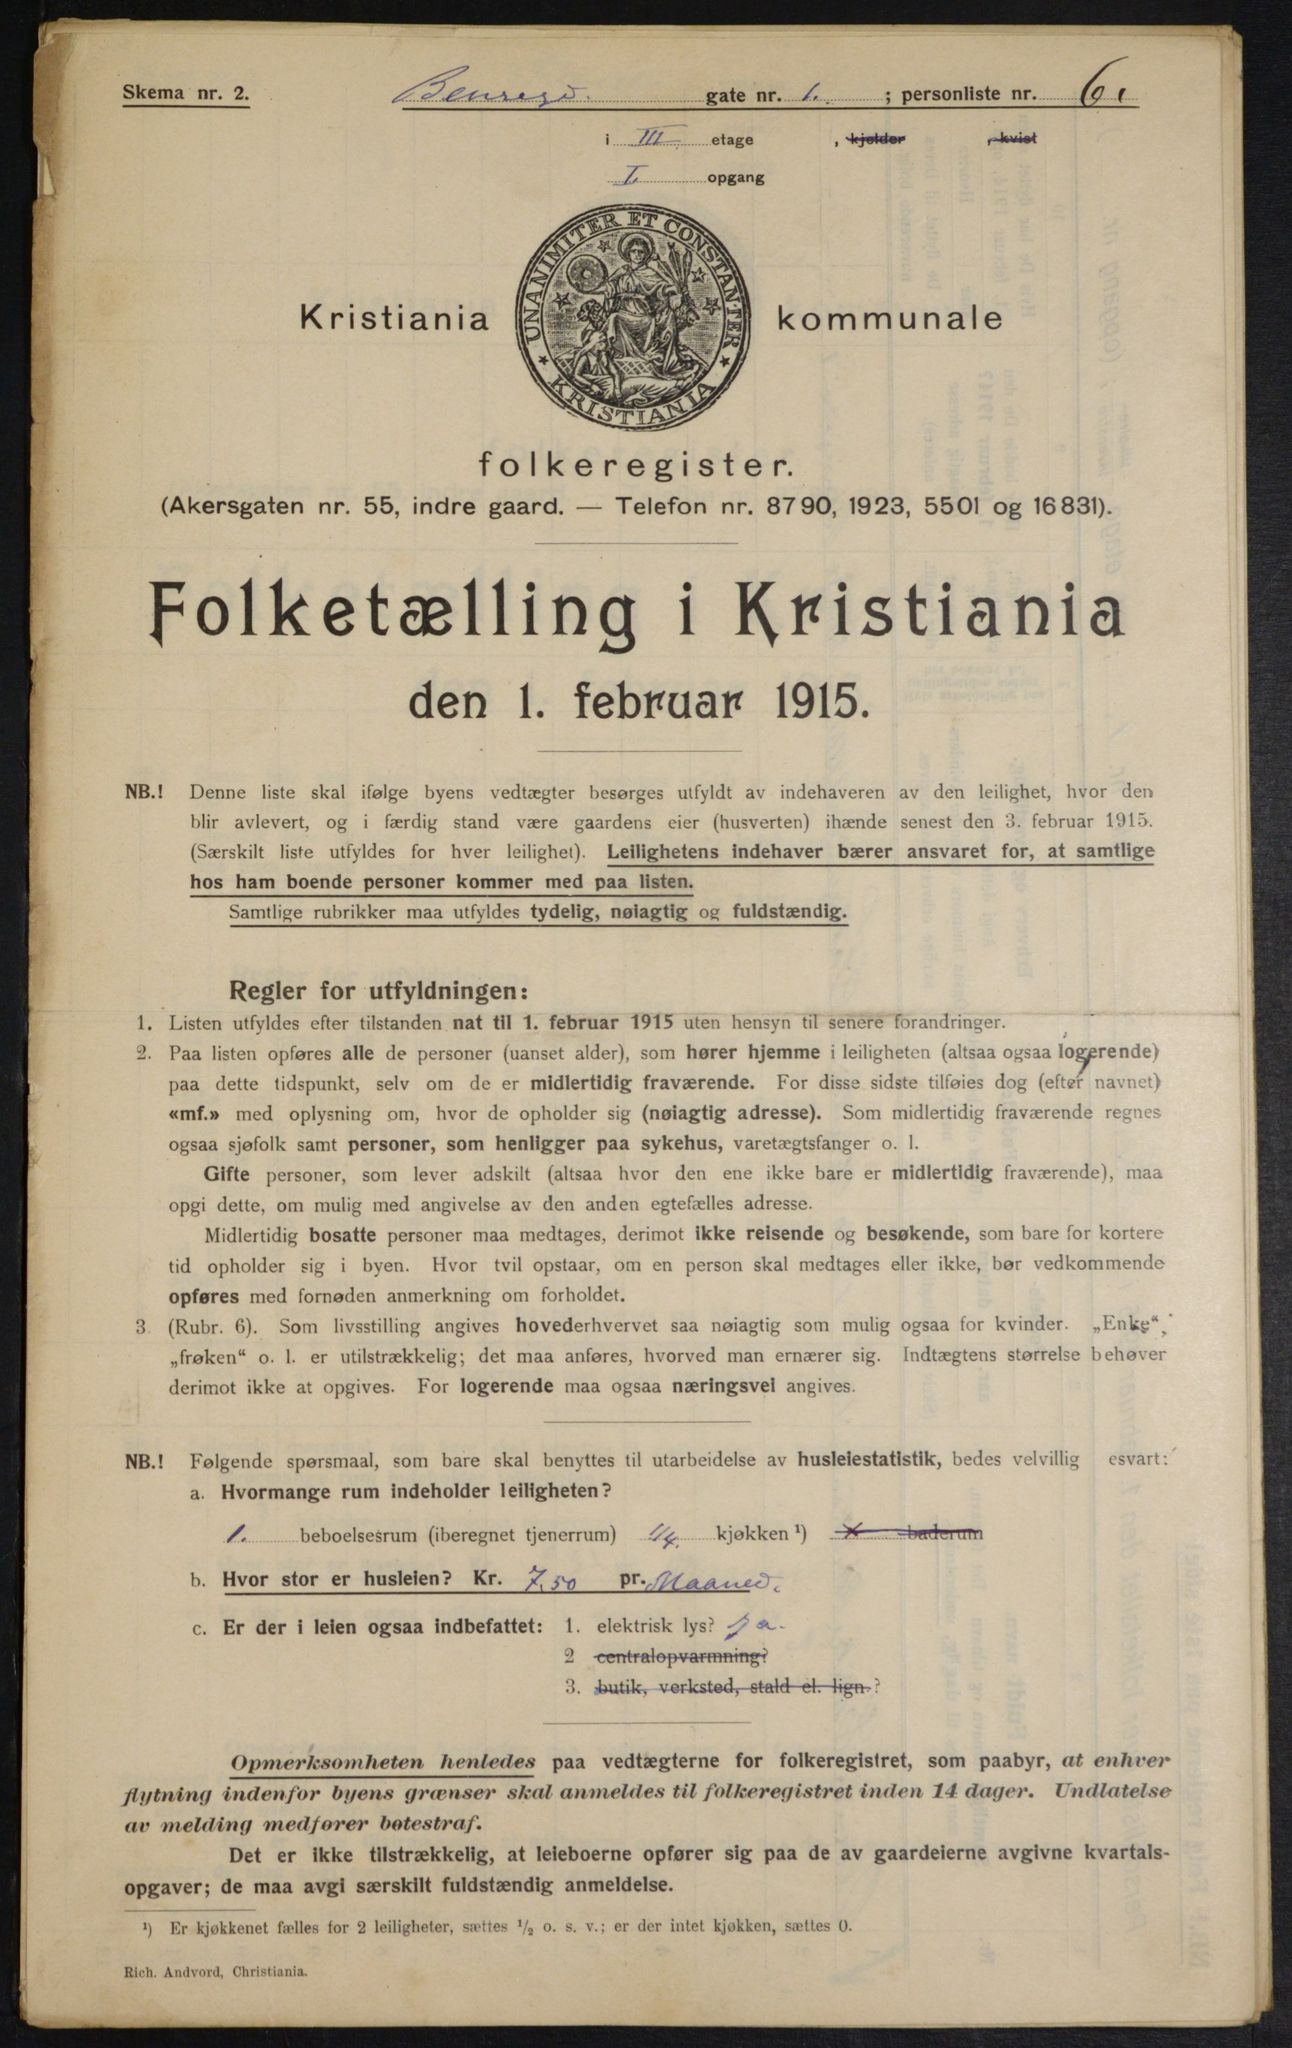 Skema nr. 2. gate nr. 1. ; personliste nr. 6.
i III etage , kjelder , kvist
I. opgang
UNANIMITER ET CONSTANTER
KRISTIANIA
Kristiania kommunale
folkeregister.
(Akersgaten nr. 55, indre gaard. — Telefon nr. 8790, 1923, 5501 og 16831).
Folketælling i Kristiania
den 1. februar 1915.
NB.! Denne liste skal ifølge byens vedtægter besørges utfyldt av indehaveren av den leilighet, hvor den
blir avlevert, og i færdig stand være gaardens eier (husverten) ihænde senest den 3. februar 1915.
(Særskilt liste utfyldes for hver leilighet). Leilighetens indehaver bærer ansvaret for, at samtlige
hos ham boende personer kommer med paa listen.
Samtlige rubrikker maa utfyldes tydelig, nøiagtig og fuldstændig.
Regler for utfyldningen:
1. Listen utfyldes efter tilstanden nat til 1. februar 1915 uten hensyn til senere forandringer.
2. Paa listen opføres alle de personer (uanset alder), som hører hjemme i leiligheten (altsaa ogsaa logerende)
paa dette tidspunkt, selv om de er midlertidig fraværende. For disse sidste tilføies dog (efter navnet)
«mf.» med oplysning om, hvor de opholder sig (nøiagtig adresse). Som midlertidig fraværende regnes
ogsaa sjøfolk samt personer, som henligger paa sykehus, varetægtsfanger o. l.
Gifte personer, som lever adskilt (altsaa hvor den ene ikke bare er midlertidig fraværende), maa
opgi dette, om mulig med angivelse av den anden egtefælles adresse.
Midlertidig bosatte personer maa medtages, derimot ikke reisende og besøkende, som bare for kortere
tid opholder sig i byen. Hvor tvil opstaar, om en person skal medtages eller ikke, bør vedkommende
opføres med fornøden anmerkning om forholdet.
3. (Rubr. 6). Som livsstilling angives hovederhvervet saa nøiagtig som mulig ogsaa for kvinder. „Enke“,
„frøken“ o. l. er utilstrækkelig; det maa anføres, hvorved man ernærer sig. Indtægtens størrelse behøver
derimot ikke at opgives. For logerende maa ogsaa næringsvei angives.
NB.! Følgende spørsmaal, som bare skal benyttes til utarbeidelse av husleiestatistik, bedes velvillig esvart:
a. Hvormange rum indeholder leiligheten?
1. beboelsesrum (iberegnet tjenerrum) 1/4. kjøkken ¹) x baderum
b. Hvor stor er husleien? Kr. 7,50 pr. Maaned.
c. Er der i leien ogsaa indbefattet: 1. elektrisk lys? ja.
2 centralopvarmning?
3. butik, verksted, stald el. lign.?
Opmerksomheten henledes paa vedtægterne for folkeregistret, som paabyr, at enhver
flytning indenfor byens grænser skal anmeldes til folkeregistret inden 14 dager. Undlatelse
av melding medfører bøtestraf.
Det er ikke tilstrækkelig, at leieboerne opfører sig paa de av gaardeierne avgivne kvartals-
opgaver; de maa avgi særskilt fuldstændig anmeldelse.
¹) Er kjøkkenet fælles for 2 leiligheter, sættes ¹/₂ o. s. v.; er der intet kjøkken, sættes 0.
Rich. Andvord, Christiania.